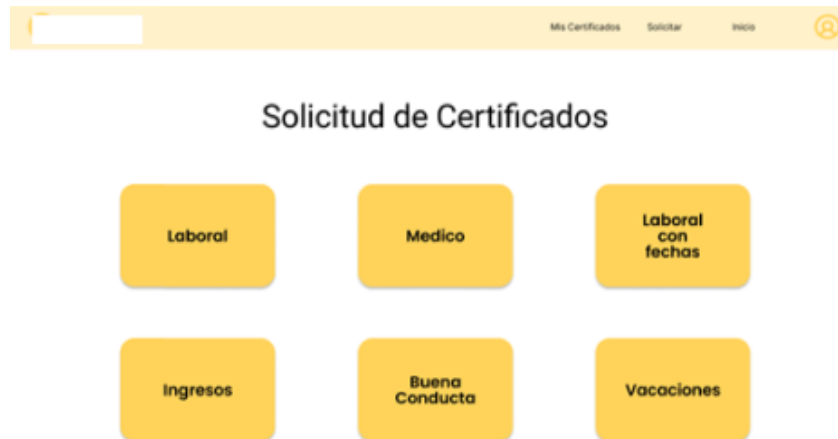 Mis Certificados Solicitar Inicio
Solicitud de Certificados
Laboral
Medico
Laboral
con
fechas
Ingresos
Buena
Conducta
Vacaciones